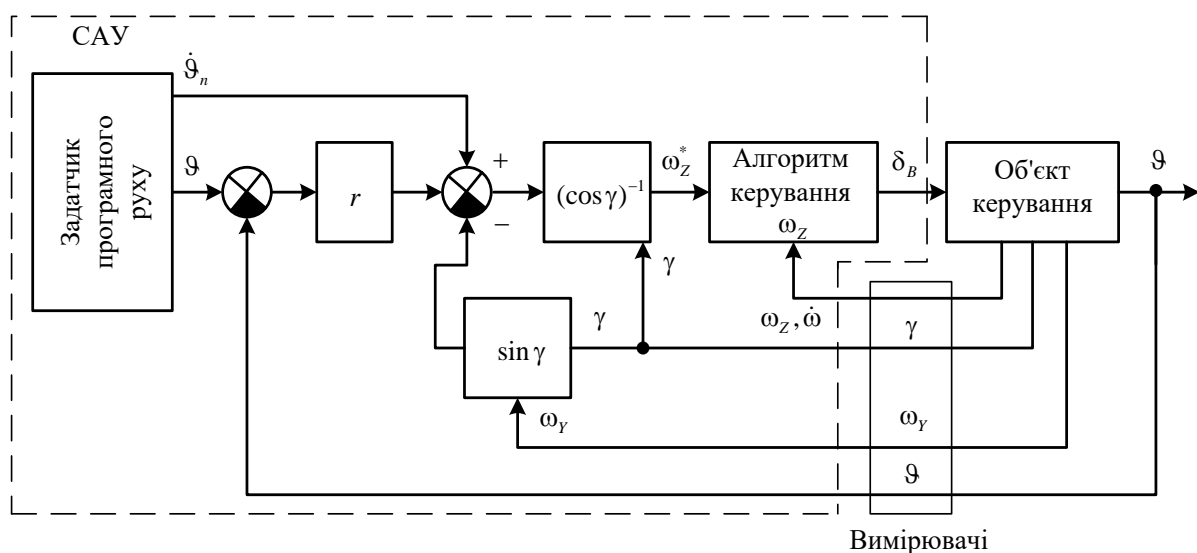 САУ
Задатчик
програмного
руху
ϑ̇ₙ
ϑ
r
+
−
(cos γ)⁻¹
γ
ω*_Z
Алгоритм
керування
ω_Z
δ_B
Об'єкт
керування
ϑ
sin γ
γ
ω_Z, ω̇
γ
ω_Y
ω_Y
ϑ
Вимірювачі